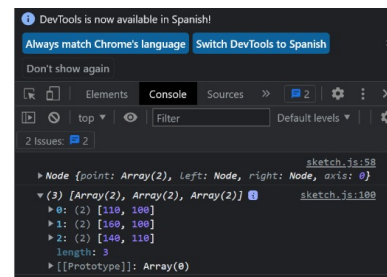 DevTools is now available in Spanish!
Always match Chrome's language Switch DevTools to Spanish
Don't show again
Elements Console Sources » 2
top ▼ Filter Default levels ▼
2 Issues: 2
sketch.js:58
▶ Node {point: Array(2), left: Node, right: Node, axis: 0}
▼ (3) [Array(2), Array(2), Array(2)] sketch.js:100
▶ 0: (2) [110, 100]
▶ 1: (2) [160, 100]
▶ 2: (2) [140, 110]
length: 3
▶ [[Prototype]]: Array(0)